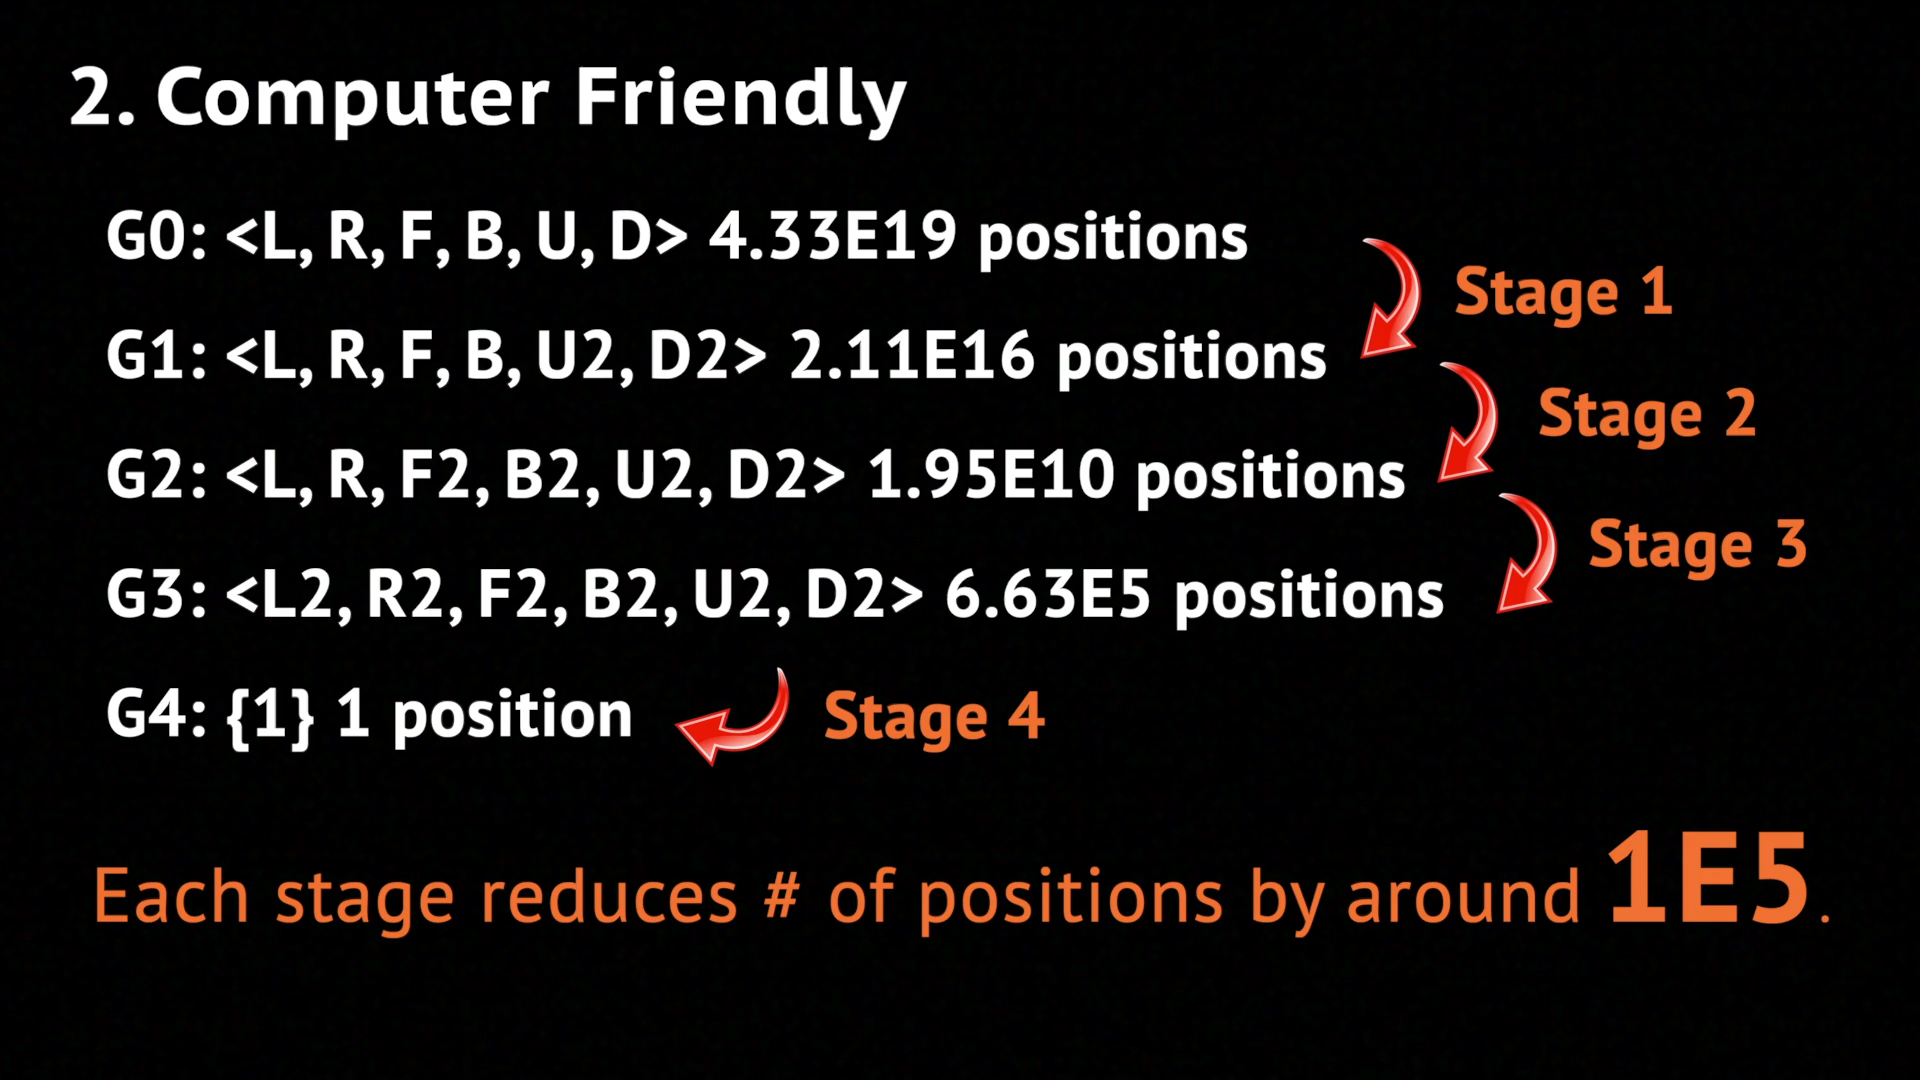 2. Computer Friendly
G0: <L, R, F, B, U, D> 4.33E19 positions
Stage 1
G1: <L, R, F, B, U2, D2> 2.11E16 positions
Stage 2
G2: <L, R, F2, B2, U2, D2> 1.95E10 positions
Stage 3
G3: <L2, R2, F2, B2, U2, D2> 6.63E5 positions
G4: {1} 1 position
Stage 4
Each stage reduces # of positions by around 1E5.